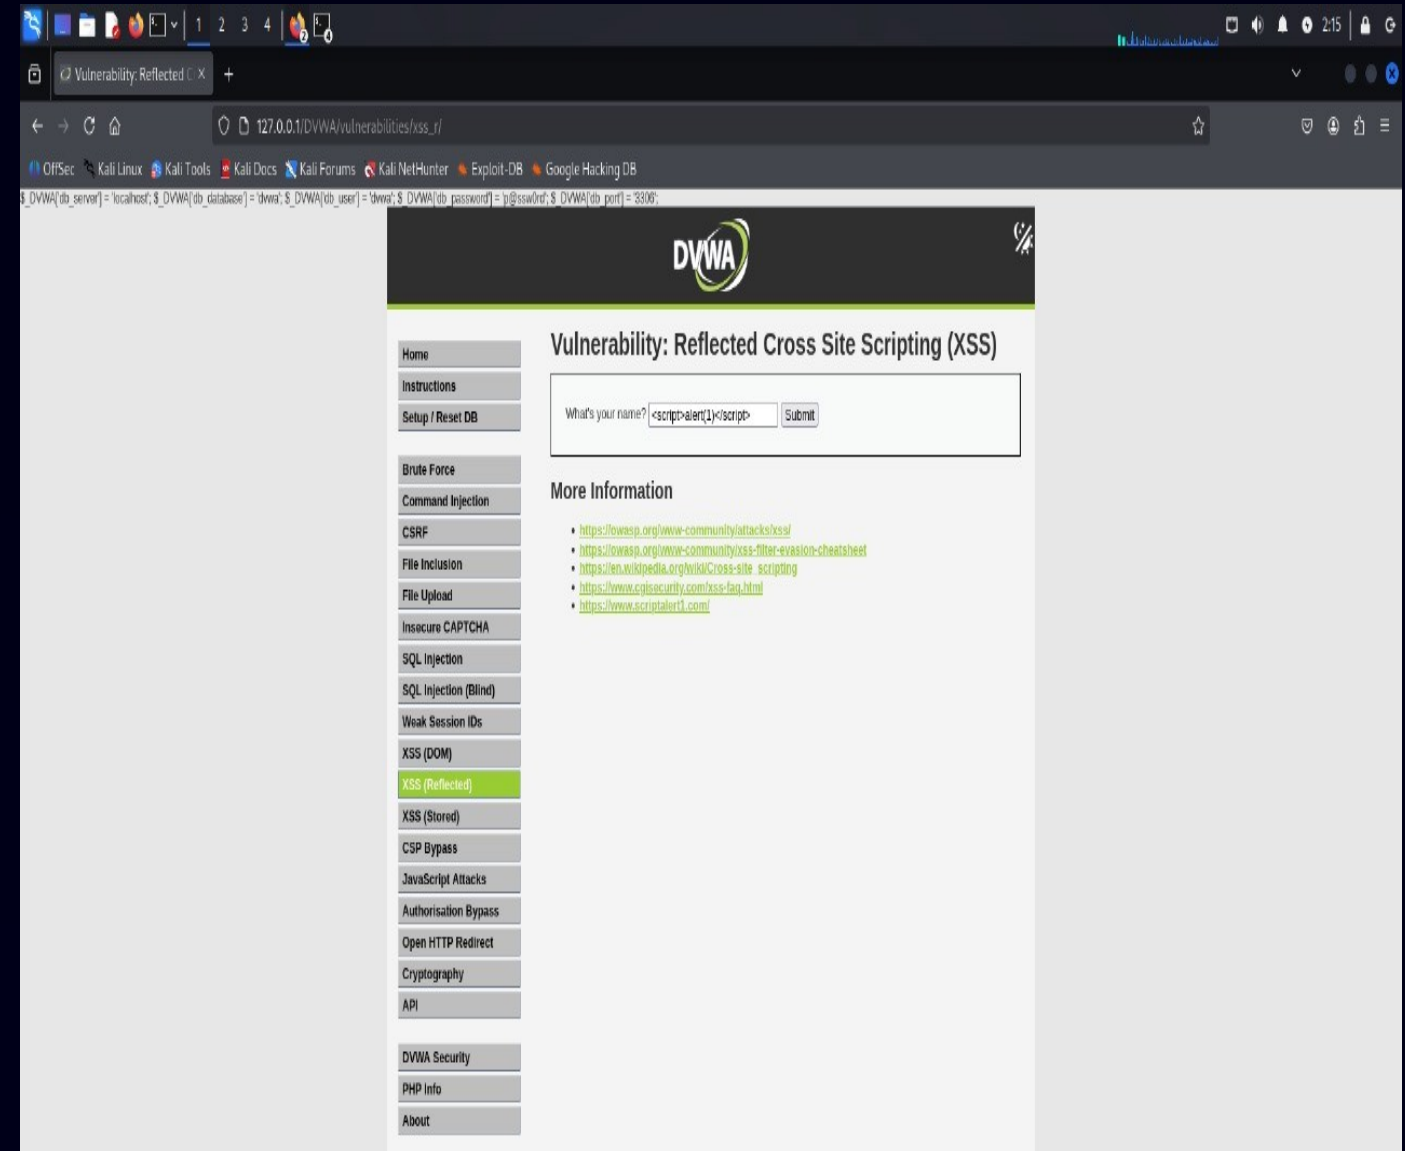 1 2 3 4 2 4 2:15
Vulnerability: Reflected C
127.0.0.1/DVWA/vulnerabilities/xss_r/
OffSec Kali Linux Kali Tools Kali Docs Kali Forums Kali NetHunter Exploit-DB Google Hacking DB
$_DVWA['db_server'] = 'localhost'; $_DVWA['db_database'] = 'dvwa'; $_DVWA['db_user'] = 'dvwa'; $_DVWA['db_password'] = 'p@ssw0rd'; $_DVWA['db_port'] = '3306';
DVWA
Vulnerability: Reflected Cross Site Scripting (XSS)
What's your name? <script>alert(1)</script> Submit
More Information
https://owasp.org/www-community/attacks/xss/
https://owasp.org/www-community/xss-filter-evasion-cheatsheet
https://en.wikipedia.org/wiki/Cross-site_scripting
https://www.cgisecurity.com/xss-faq.html
https://www.scriptalert1.com/
Home
Instructions
Setup / Reset DB
Brute Force
Command Injection
CSRF
File Inclusion
File Upload
Insecure CAPTCHA
SQL Injection
SQL Injection (Blind)
Weak Session IDs
XSS (DOM)
XSS (Reflected)
XSS (Stored)
CSP Bypass
JavaScript Attacks
Authorisation Bypass
Open HTTP Redirect
Cryptography
API
DVWA Security
PHP Info
About